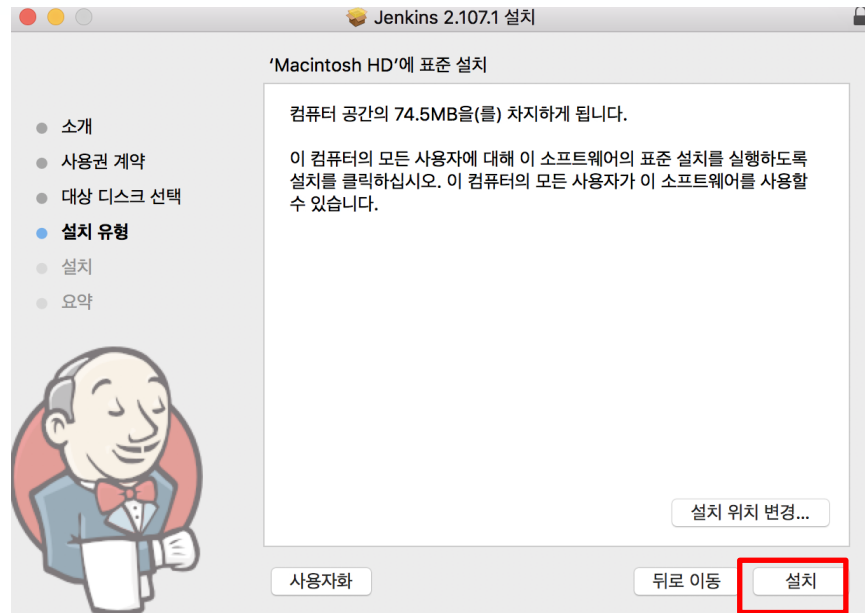 Jenkins 2.107.1 설치
'Macintosh HD'에 표준 설치
소개
사용권 계약
대상 디스크 선택
설치 유형
설치
요약
컴퓨터 공간의 74.5MB을(를) 차지하게 됩니다.
이 컴퓨터의 모든 사용자에 대해 이 소프트웨어의 표준 설치를 실행하도록
설치를 클릭하십시오. 이 컴퓨터의 모든 사용자가 이 소프트웨어를 사용할
수 있습니다.
설치 위치 변경...
사용자화
뒤로 이동
설치